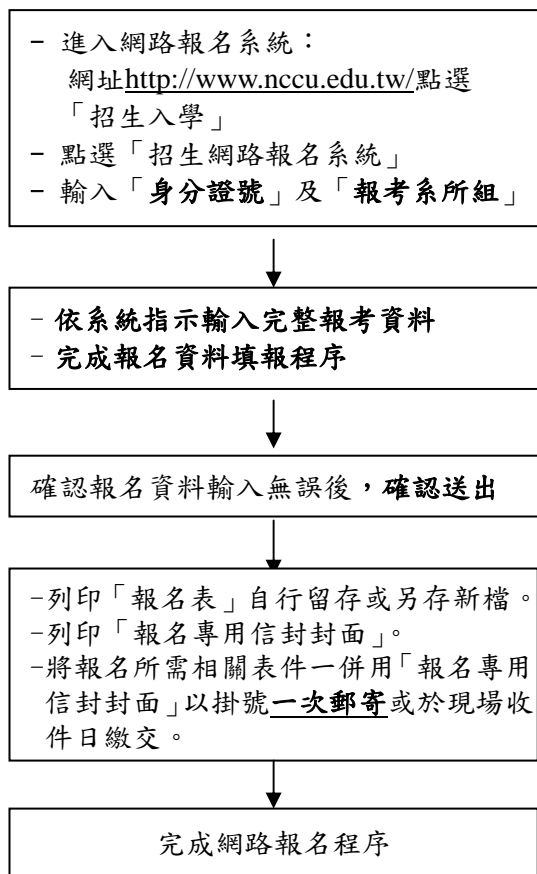 - 進入網路報名系統：
網址http://www.nccu.edu.tw/點選
「招生入學」
- 點選「招生網路報名系統」
- 輸入「身分證號」及「報考系所組」
- 依系統指示輸入完整報考資料
- 完成報名資料填報程序
確認報名資料輸入無誤後，確認送出
-列印「報名表」自行留存或另存新檔。
-列印「報名專用信封封面」。
-將報名所需相關表件一併用「報名專用
信封封面」以掛號一次郵寄或於現場收
件日繳交。
完成網路報名程序